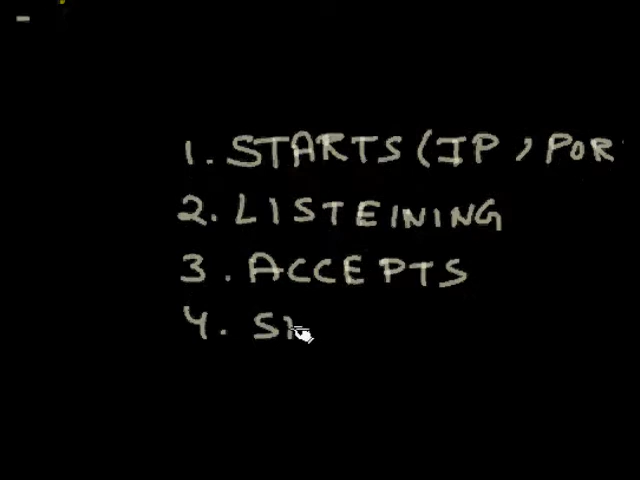 1. STARTS (IP, POR
2. LISTEINING
3. ACCEPTS
4. S